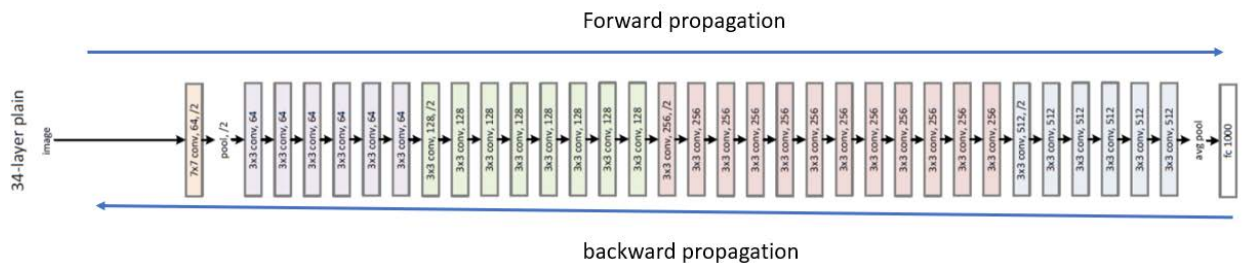 Forward propagation
34-layer plain
image
7x7 conv, 64, /2
pool, /2
3x3 conv, 64
3x3 conv, 64
3x3 conv, 64
3x3 conv, 64
3x3 conv, 64
3x3 conv, 64
3x3 conv, 128, /2
3x3 conv, 128
3x3 conv, 128
3x3 conv, 128
3x3 conv, 128
3x3 conv, 128
3x3 conv, 128
3x3 conv, 128
3x3 conv, 256, /2
3x3 conv, 256
3x3 conv, 256
3x3 conv, 256
3x3 conv, 256
3x3 conv, 256
3x3 conv, 256
3x3 conv, 256
3x3 conv, 256
3x3 conv, 256
3x3 conv, 256
3x3 conv, 256
3x3 conv, 512, /2
3x3 conv, 512
3x3 conv, 512
3x3 conv, 512
3x3 conv, 512
3x3 conv, 512
avg pool
fc 1000
backward propagation